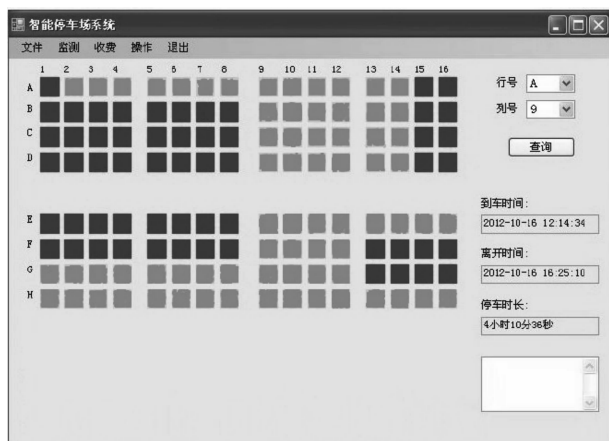 智能停车场系统
文件 监测 收费 操作 退出
1 2 3 4 5 6 7 8 9 10 11 12 13 14 15 16
A
B
C
D
E
F
G
H
行号 A
列号 9
查询
到车时间:
2012-10-16 12:14:34
离开时间:
2012-10-16 16:25:10
停车时长:
4小时10分36秒